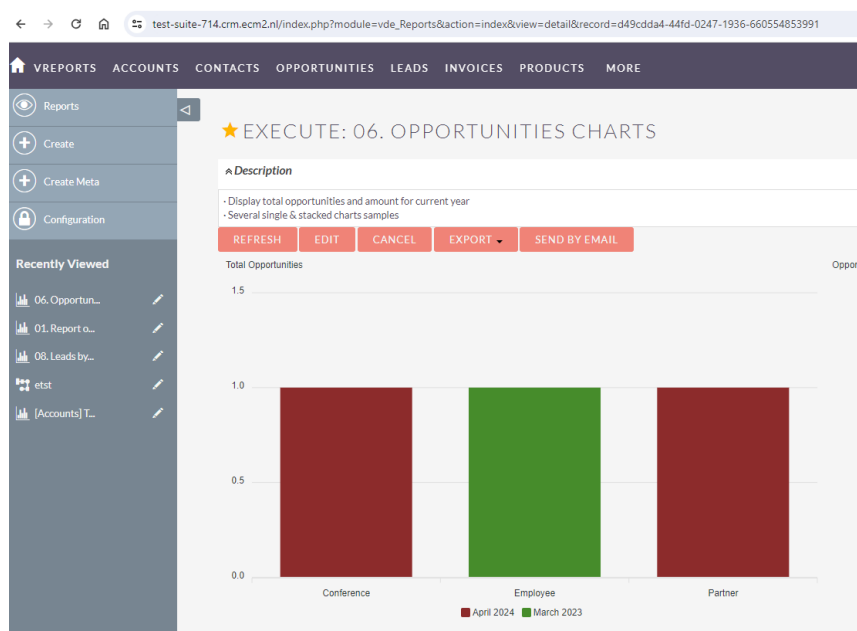 test-suite-714.crm.ecm2.nl/index.php?module=vde_Reports&action=index&view=detail&record=d49cdda4-44fd-0247-1936-660554853991
VREPORTS ACCOUNTS CONTACTS OPPORTUNITIES LEADS INVOICES PRODUCTS MORE
Reports
Create
Create Meta
Configuration
Recently Viewed
06. Opportun...
01. Report o...
08. Leads by...
etst
[Accounts] T...
EXECUTE: 06. OPPORTUNITIES CHARTS
Description
· Display total opportunities and amount for current year
· Several single & stacked charts samples
REFRESH EDIT CANCEL EXPORT SEND BY EMAIL
Total Opportunities
Oppor
1.5
1.0
0.5
0.0
Conference Employee Partner
April 2024 March 2023